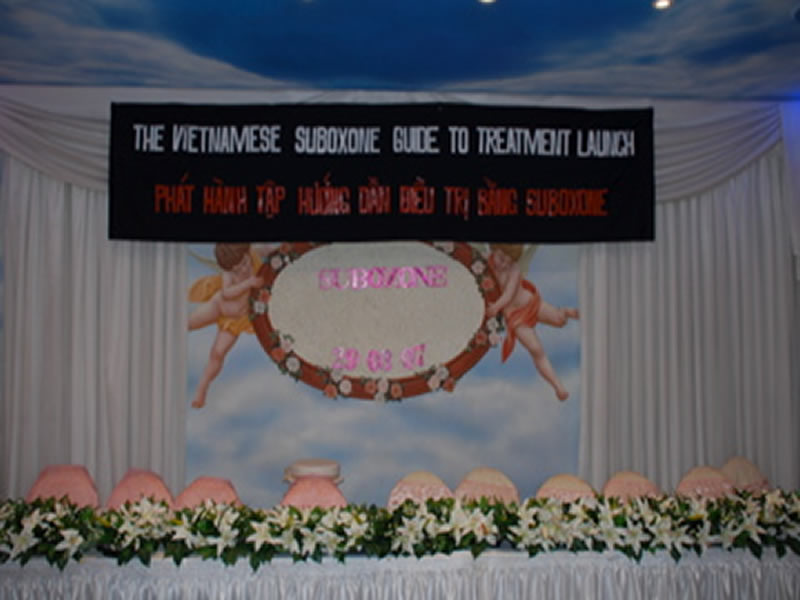 THE VIETNAMESE SUBOXONE GUIDE TO TREATMENT LAUNCH
PHÁT HÀNH TẬP HƯỚNG DẪN ĐIỀU TRỊ BẰNG SUBOXONE
SUBOXONE